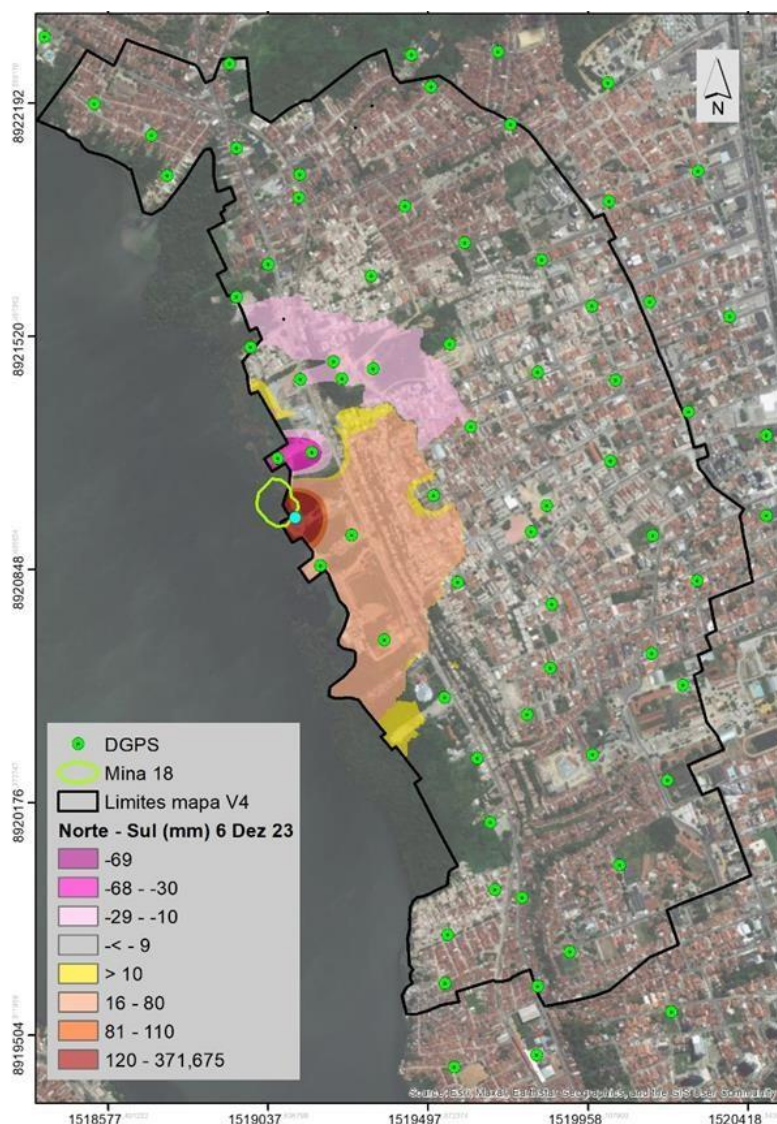 N
8922192
8921520
8920848
8920176
8919504
DGPS
Mina 18
Limites mapa V4
Norte - Sul (mm) 6 Dez 23
-69
-68 - -30
-29 - -10
-< - 9
> 10
16 - 80
81 - 110
120 - 371,675
Source: Esri, Maxar, Earthstar Geographics, and the GIS User Community
1518577 1519037 1519497 1519958 1520418